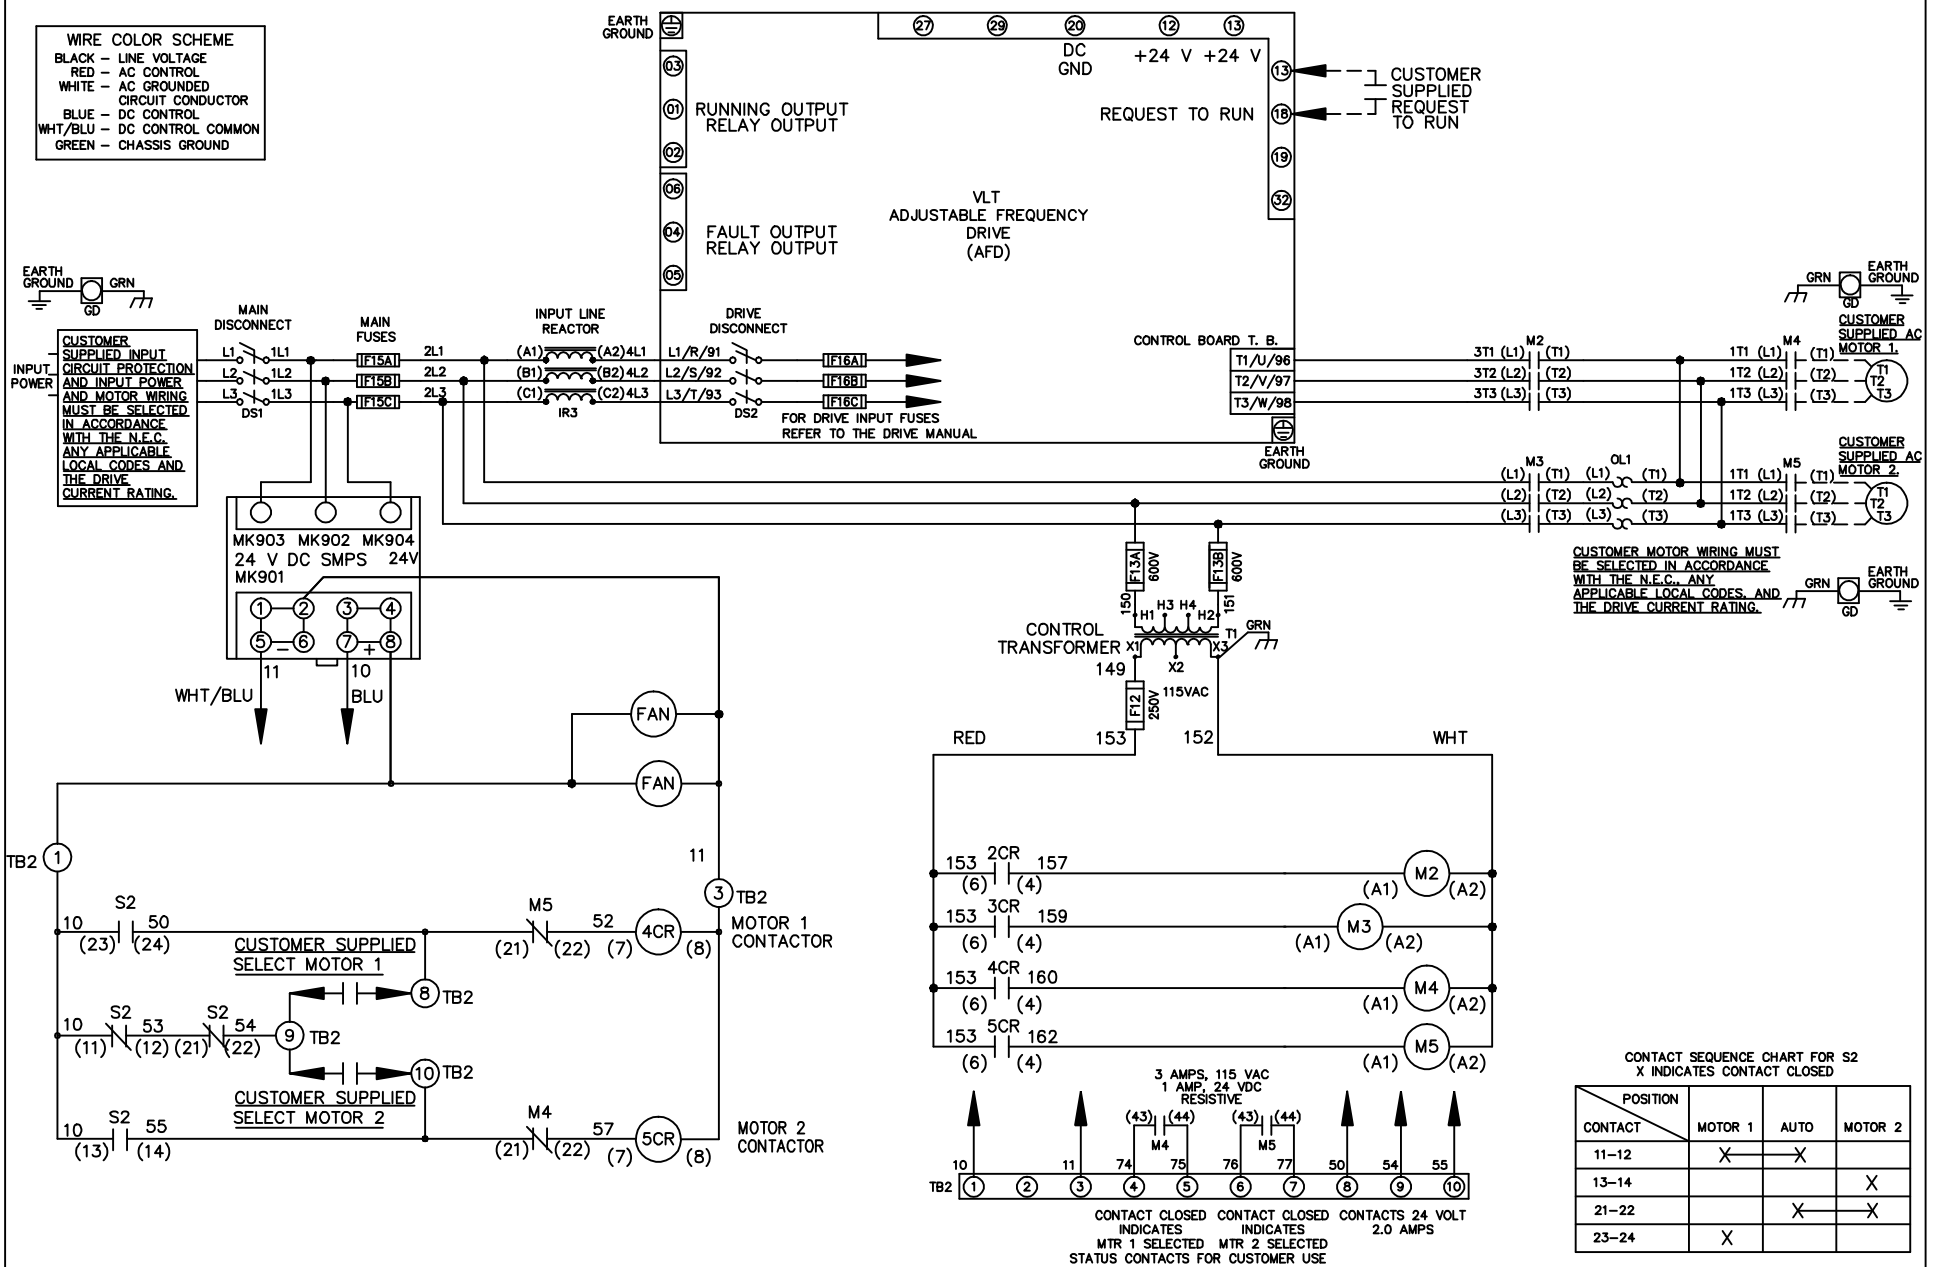 WIRE COLOR SCHEME
BLACK – LINE VOLTAGE
RED – AC CONTROL
WHITE – AC GROUNDED
CIRCUIT CONDUCTOR
BLUE – DC CONTROL
WHT/BLU – DC CONTROL COMMON
GREEN – CHASSIS GROUND
EARTH
GROUND
27 29 20 12 13
DC
GND
+24 V +24 V
03
01
02
RUNNING OUTPUT
RELAY OUTPUT
06
04
05
FAULT OUTPUT
RELAY OUTPUT
13
18
19
32
REQUEST TO RUN
CUSTOMER
SUPPLIED
REQUEST
TO RUN
VLT
ADJUSTABLE FREQUENCY
DRIVE
(AFD)
EARTH
GROUND
GRN
GD
INPUT
POWER
CUSTOMER
SUPPLIED INPUT
CIRCUIT PROTECTION
AND INPUT POWER
AND MOTOR WIRING
MUST BE SELECTED
IN ACCORDANCE
WITH THE N.E.C.
ANY APPLICABLE
LOCAL CODES AND
THE DRIVE
CURRENT RATING.
MAIN
DISCONNECT
MAIN
FUSES
INPUT LINE
REACTOR
DRIVE
DISCONNECT
L1 1L1 F15A 2L1 (A1) (A2) 4L1 L1/R/91 F16A
L2 1L2 F15B 2L2 (B1) (B2) 4L2 L2/S/92 F16B
L3 1L3 F15C 2L3 (C1) (C2) 4L3 L3/T/93 F16C
DS1 IR3 DS2
FOR DRIVE INPUT FUSES
REFER TO THE DRIVE MANUAL
CONTROL BOARD T. B.
T1/U/96
T2/V/97
T3/W/98
EARTH
GROUND
M2
3T1 (L1) (T1)
3T2 (L2) (T2)
3T3 (L3) (T3)
M4
1T1 (L1) (T1)
1T2 (L2) (T2)
1T3 (L3) (T3)
T1
T2
T3
GRN
GD
EARTH
GROUND
CUSTOMER
SUPPLIED AC
MOTOR 1.
M3 OL1
(L1) (T1) (L1) (T1)
(L2) (T2) (L2) (T2)
(L3) (T3) (L3) (T3)
M5
1T1 (L1) (T1)
1T2 (L2) (T2)
1T3 (L3) (T3)
T1
T2
T3
CUSTOMER
SUPPLIED AC
MOTOR 2.
CUSTOMER MOTOR WIRING MUST
BE SELECTED IN ACCORDANCE
WITH THE N.E.C., ANY
APPLICABLE LOCAL CODES, AND
THE DRIVE CURRENT RATING.
GRN
GD
EARTH
GROUND
MK903 MK902 MK904
24 V DC SMPS 24V
MK901
1 2 3 4
5 – 6 7 + 8
11 10
WHT/BLU BLU
FAN
FAN
F13A 600V
F13B 600V
150 151
H1 H3 H4 H2
CONTROL
TRANSFORMER
T1
GRN
X1 X2 X3
149
F12 250V
115VAC
153 152
RED WHT
TB2 1
11
3 TB2
S2
10 50
(23) (24)
M5
(21) (22)
52
(7) 4CR (8)
MOTOR 1
CONTACTOR
CUSTOMER SUPPLIED
SELECT MOTOR 1
8 TB2
S2 S2
10 53 54
(11) (12) (21) (22)
9 TB2
10 TB2
CUSTOMER SUPPLIED
SELECT MOTOR 2
S2
10 55
(13) (14)
M4
(21) (22)
57
(7) 5CR (8)
MOTOR 2
CONTACTOR
153 2CR 157
(6) (4) (A1) M2 (A2)
153 3CR 159
(6) (4) (A1) M3 (A2)
153 4CR 160
(6) (4) (A1) M4 (A2)
153 5CR 162
(6) (4) (A1) M5 (A2)
3 AMPS, 115 VAC
1 AMP, 24 VDC
RESISTIVE
(43) (44) (43) (44)
M4 M5
10 11 74 75 76 77 50 54 55
TB2 1 2 3 4 5 6 7 8 9 10
CONTACT CLOSED
INDICATES
MTR 1 SELECTED
CONTACT CLOSED
INDICATES
MTR 2 SELECTED
STATUS CONTACTS FOR CUSTOMER USE
CONTACTS 24 VOLT
2.0 AMPS
CONTACT SEQUENCE CHART FOR S2
X INDICATES CONTACT CLOSED
POSITION
CONTACT MOTOR 1 AUTO MOTOR 2
11–12 X X
13–14 X
21–22 X X
23–24 X